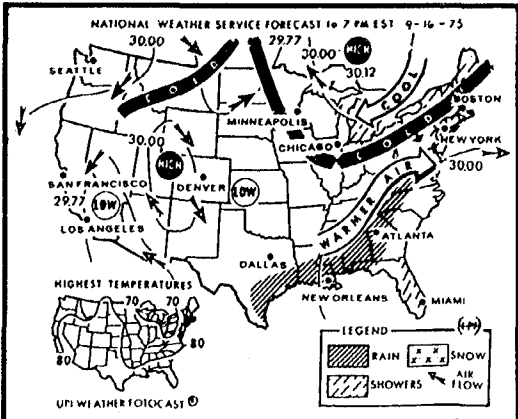 NATIONAL WEATHER SERVICE FORECAST to 7 PM EST 9-16-75
30.00
29.77
30.00
HIGH
30.12
SEATTLE
COLD
COOL
BOSTON
MINNEAPOLIS
CHICAGO
COLD
NEW YORK
30.00
30.00
HIGH
DENVER
LOW
SAN FRANCISCO
29.77
LOW
LOS ANGELES
WARMER AIR
ATLANTA
DALLAS
NEW ORLEANS
MIAMI
HIGHEST TEMPERATURES
70
70
80
80
UPI WEATHER FOTOCAST ®
LEGEND
RAIN
SNOW
SHOWERS
AIR
FLOW